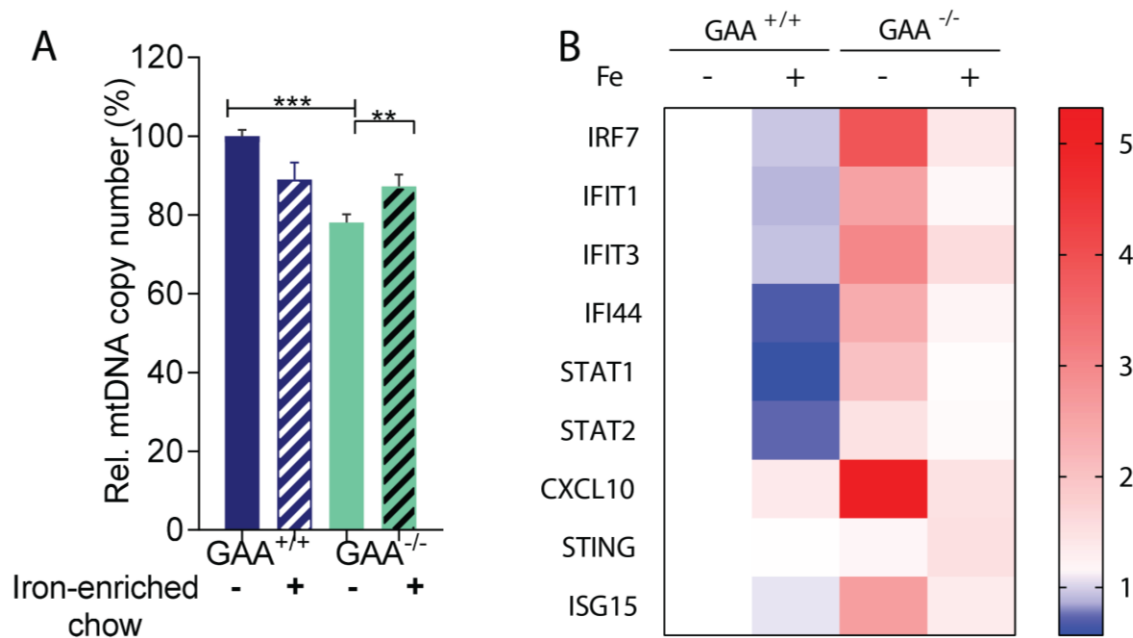 A
Rel. mtDNA copy number (%)
120
100
80
60
40
20
0
***
**
GAA+/+ GAA-/-
Iron-enriched - + - +
chow
B
GAA +/+ GAA -/-
Fe - + - +
IRF7
IFIT1
IFIT3
IFI44
STAT1
STAT2
CXCL10
STING
ISG15
5
4
3
2
1